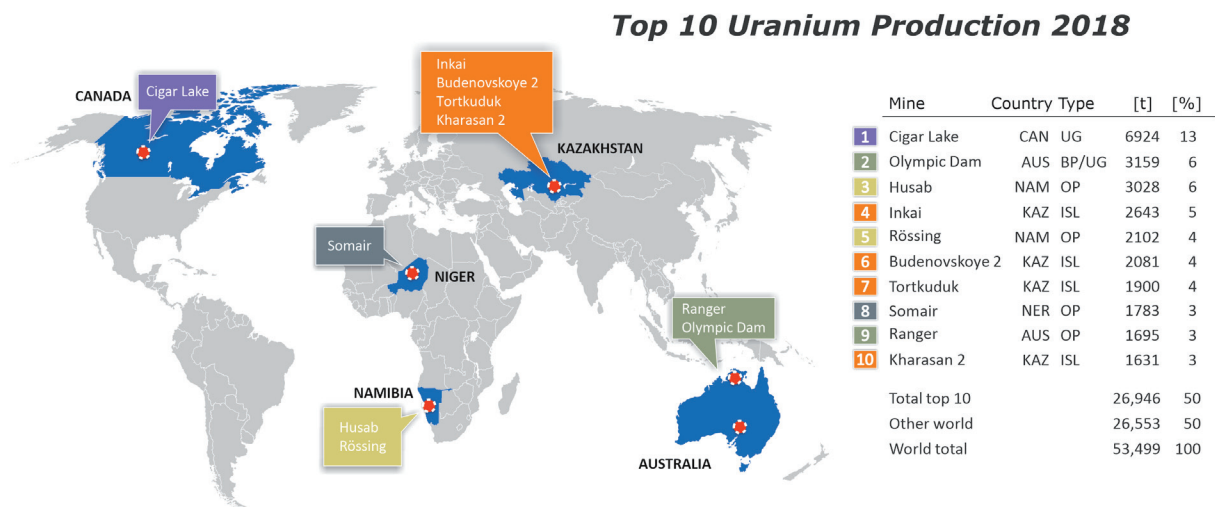 Top 10 Uranium Production 2018
CANADA
Cigar Lake
Inkai
Budenovskoye 2
Tortkuduk
Kharasan 2
KAZAKHSTAN
Somair
NIGER
Ranger
Olympic Dam
NAMIBIA
Husab
Rössing
AUSTRALIA
Mine Country Type [t] [%]
1 Cigar Lake CAN UG 6924 13
2 Olympic Dam AUS BP/UG 3159 6
3 Husab NAM OP 3028 6
4 Inkai KAZ ISL 2643 5
5 Rössing NAM OP 2102 4
6 Budenovskoye 2 KAZ ISL 2081 4
7 Tortkuduk KAZ ISL 1900 4
8 Somair NER OP 1783 3
9 Ranger AUS OP 1695 3
10 Kharasan 2 KAZ ISL 1631 3
Total top 10 26,946 50
Other world 26,553 50
World total 53,499 100